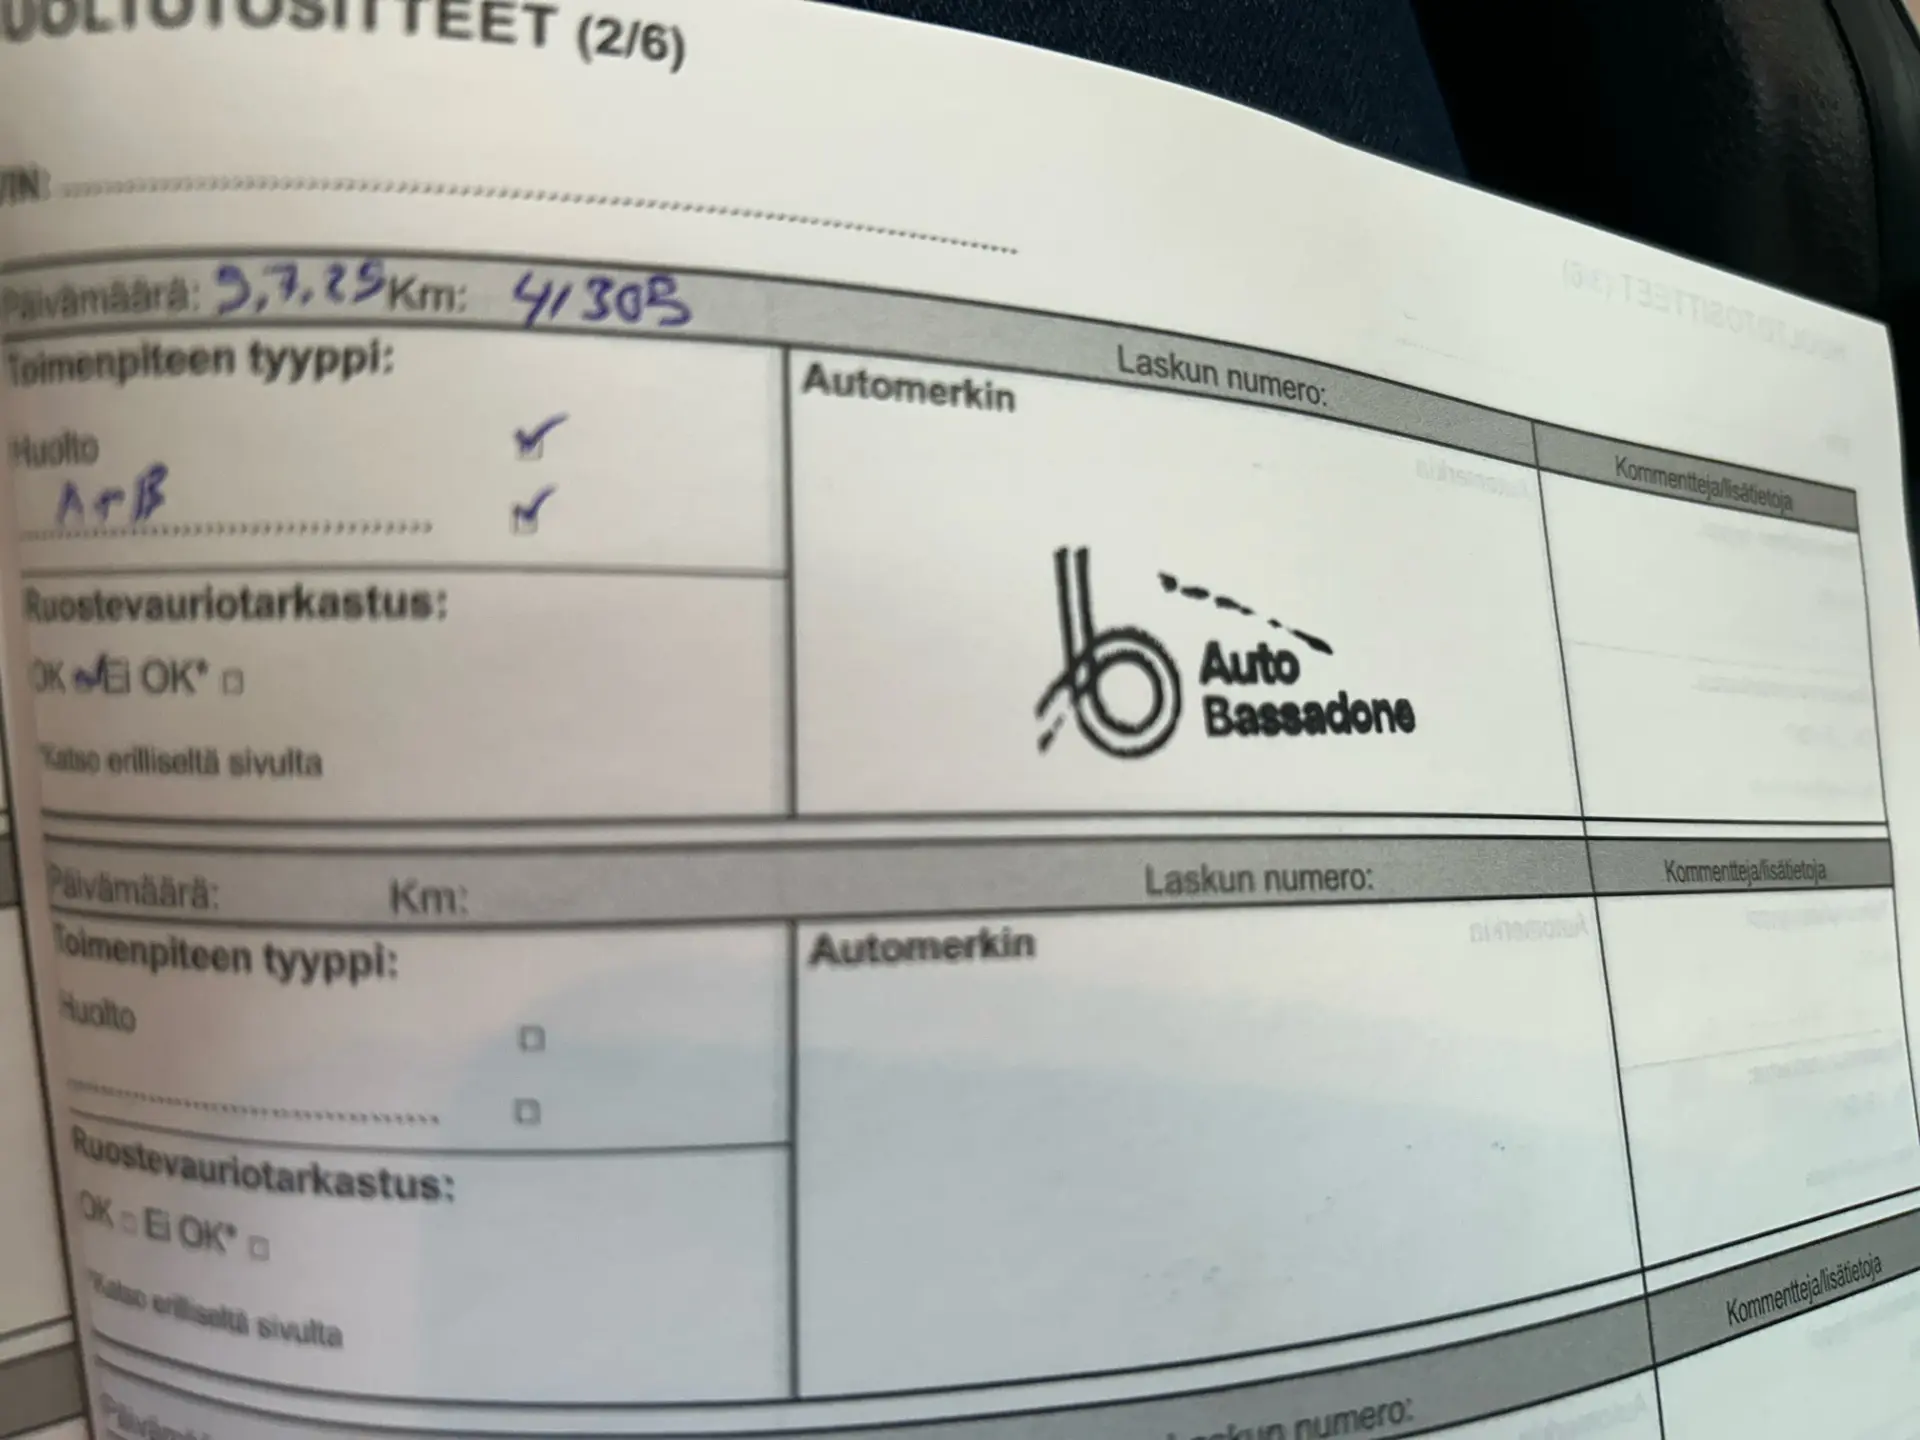 HUOLTOTOSITTEET (2/6)
VIN:
Päivämäärä: 9,7,25 Km: 41305 Laskun numero:
Kommentteja/lisätietoja
Toimenpiteen tyyppi:
Automerkin
Huolto
A+B
Auto
Bassadone
Ruostevauriotarkastus:
OK Ei OK*
*Katso erilliseltä sivulta
Päivämäärä: Km: Laskun numero:
Kommentteja/lisätietoja
Toimenpiteen tyyppi:
Automerkin
Huolto
Ruostevauriotarkastus:
OK Ei OK*
*Katso erilliseltä sivulta
Kommentteja/lisätietoja
Päivämäärä: Laskun numero: